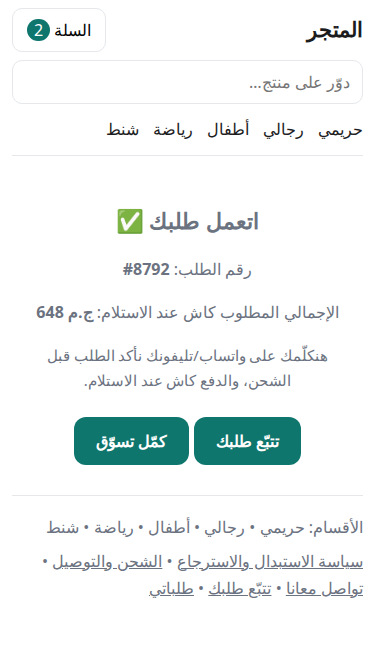 المتجر
السلة 2
دوّر على منتج...
حريمي رجالي أطفال رياضة شنط
اتعمل طلبك ✅
رقم الطلب: 8792#
الإجمالي المطلوب كاش عند الاستلام: 648 ج.م
هنكلّمك على واتساب/تليفونك نأكد الطلب قبل
الشحن، والدفع كاش عند الاستلام.
تتبّع طلبك كمّل تسوّق
الأقسام: حريمي • رجالي • أطفال • رياضة • شنط
سياسة الاستبدال والاسترجاع • الشحن والتوصيل •
تواصل معانا • تتبّع طلبك • طلباتي